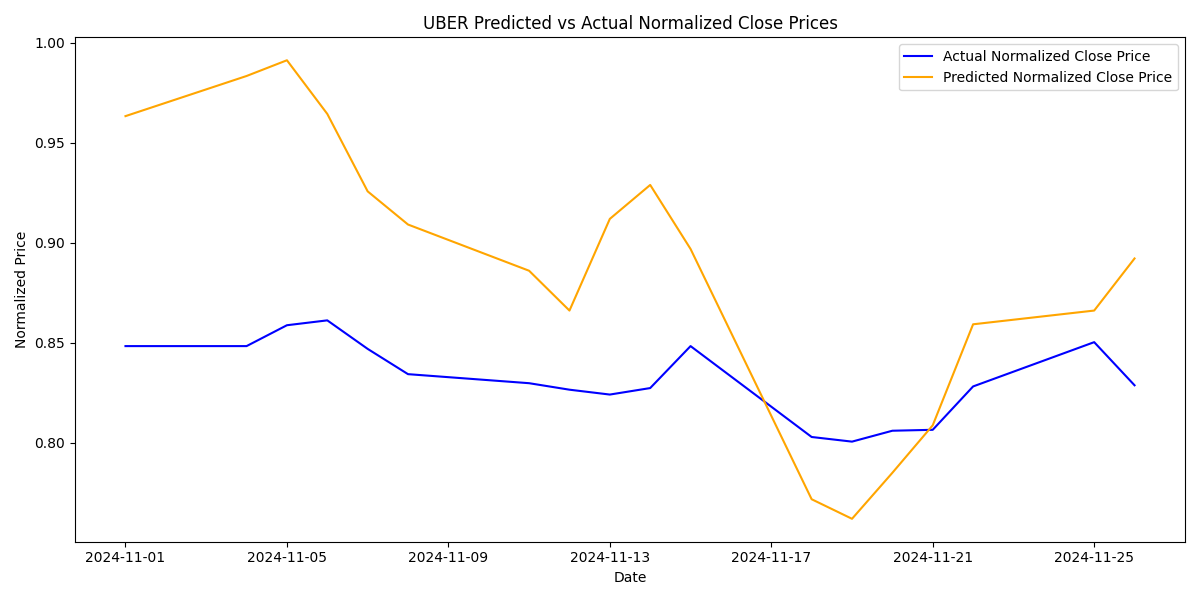 UBER Predicted vs Actual Normalized Close Prices
Actual Normalized Close Price
Predicted Normalized Close Price
1.00
0.95
0.90
0.85
0.80
Normalized Price
2024-11-01 2024-11-05 2024-11-09 2024-11-13 2024-11-17 2024-11-21 2024-11-25
Date